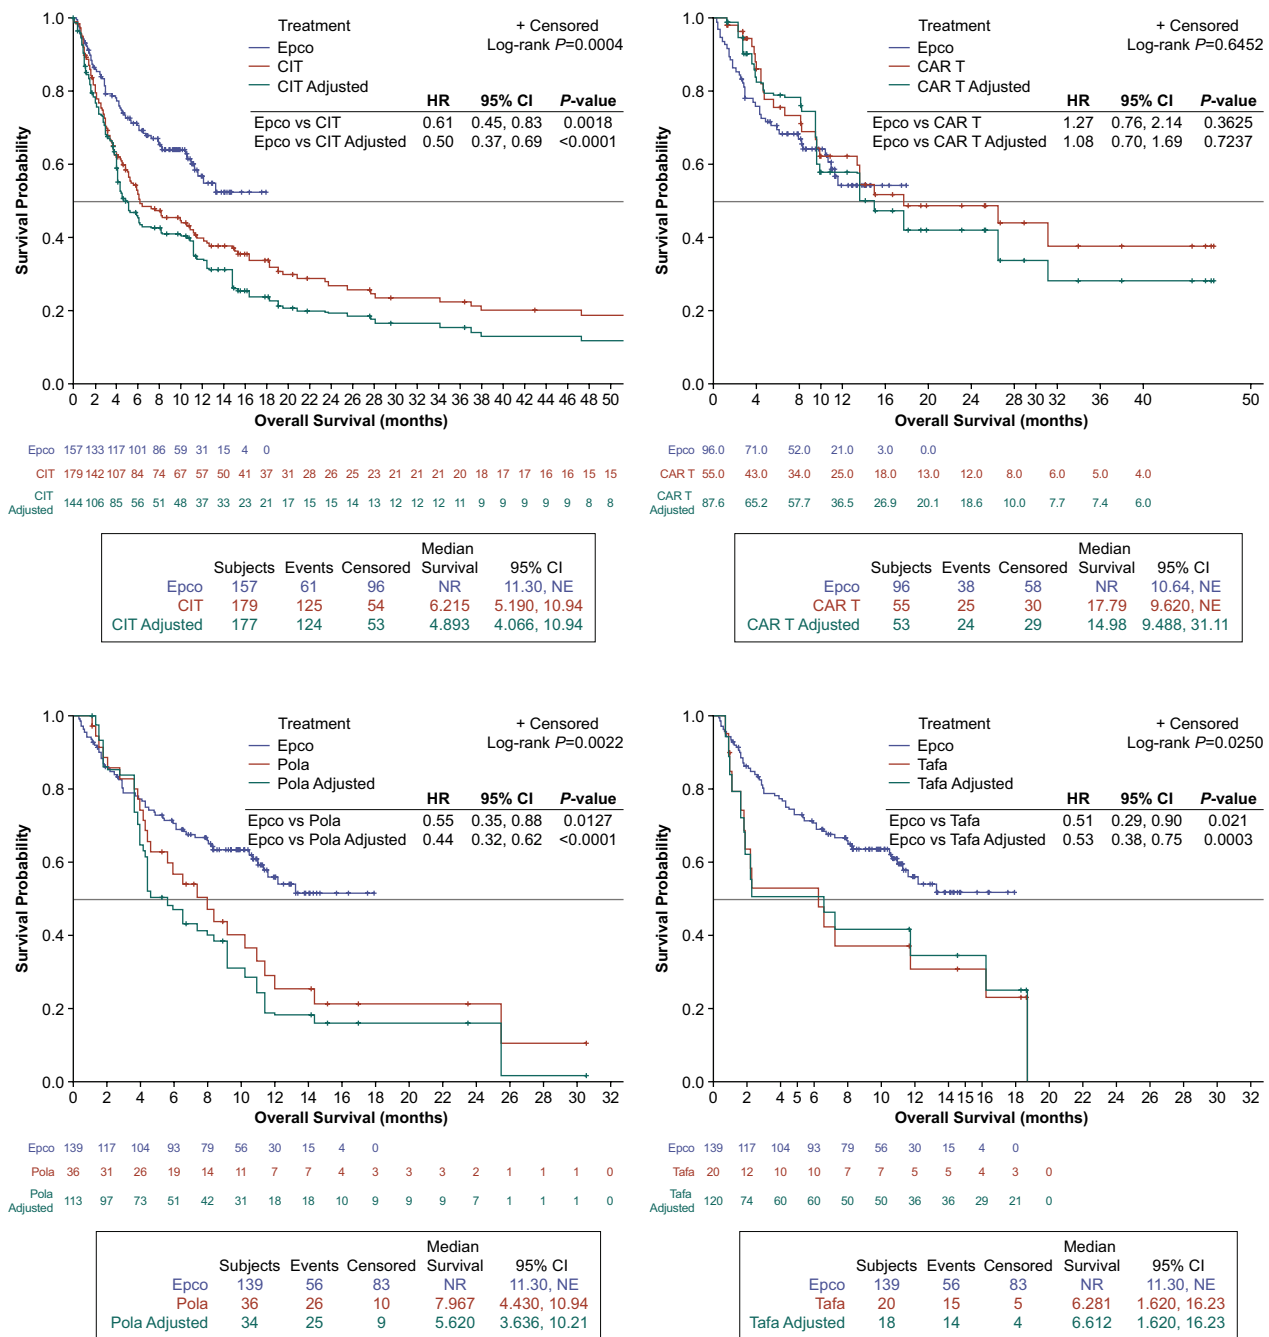 Treatment
+ Censored
Log-rank P=0.0004
Epco
CIT
CIT Adjusted
HR 95% CI P-value
Epco vs CIT 0.61 0.45, 0.83 0.0018
Epco vs CIT Adjusted 0.50 0.37, 0.69 <0.0001
Survival Probability
1.0
0.8
0.6
0.4
0.2
0.0
0 2 4 6 8 10 12 14 16 18 20 22 24 26 28 30 32 34 36 38 40 42 44 46 48 50
Overall Survival (months)
Epco 157 133 117 101 86 59 31 15 4 0
CIT 179 142 107 84 74 67 57 50 41 37 31 28 26 25 23 21 21 21 20 18 17 17 16 16 15 15
CIT Adjusted 144 106 85 56 51 48 37 33 23 21 17 15 15 14 13 12 12 12 11 9 9 9 9 9 8 8
Median
Subjects Events Censored Survival 95% CI
Epco 157 61 96 NR 11.30, NE
CIT 179 125 54 6.215 5.190, 10.94
CIT Adjusted 177 124 53 4.893 4.066, 10.94
Treatment
+ Censored
Log-rank P=0.6452
Epco
CAR T
CAR T Adjusted
HR 95% CI P-value
Epco vs CAR T 1.27 0.76, 2.14 0.3625
Epco vs CAR T Adjusted 1.08 0.70, 1.69 0.7237
Survival Probability
1.0
0.8
0.6
0.4
0.2
0.0
0 4 8 10 12 16 20 24 28 30 32 36 40 50
Overall Survival (months)
Epco 96.0 71.0 52.0 21.0 3.0 0.0
CAR T 55.0 43.0 34.0 25.0 18.0 13.0 12.0 8.0 6.0 5.0 4.0
CAR T Adjusted 87.6 65.2 57.7 36.5 26.9 20.1 18.6 10.0 7.7 7.4 6.0
Median
Subjects Events Censored Survival 95% CI
Epco 96 38 58 NR 10.64, NE
CAR T 55 25 30 17.79 9.620, NE
CAR T Adjusted 53 24 29 14.98 9.488, 31.11
Treatment
+ Censored
Log-rank P=0.0022
Epco
Pola
Pola Adjusted
HR 95% CI P-value
Epco vs Pola 0.55 0.35, 0.88 0.0127
Epco vs Pola Adjusted 0.44 0.32, 0.62 <0.0001
Survival Probability
1.0
0.8
0.6
0.4
0.2
0.0
0 2 4 6 8 10 12 14 16 18 20 22 24 26 28 30 32
Overall Survival (months)
Epco 139 117 104 93 79 56 30 15 4 0
Pola 36 31 26 19 14 11 7 7 4 3 3 3 2 1 1 1 0
Pola Adjusted 113 97 73 51 42 31 18 18 10 9 9 9 7 1 1 1 0
Median
Subjects Events Censored Survival 95% CI
Epco 139 56 83 NR 11.30, NE
Pola 36 26 10 7.967 4.430, 10.94
Pola Adjusted 34 25 9 5.620 3.636, 10.21
Treatment
+ Censored
Log-rank P=0.0250
Epco
Tafa
Tafa Adjusted
HR 95% CI P-value
Epco vs Tafa 0.51 0.29, 0.90 0.021
Epco vs Tafa Adjusted 0.53 0.38, 0.75 0.0003
Survival Probability
1.0
0.8
0.6
0.4
0.2
0.0
0 2 4 5 6 8 10 12 14 15 16 18 20 22 24 26 28 30 32
Overall Survival (months)
Epco 139 117 104 93 79 56 30 15 4 0
Tafa 20 12 10 10 7 7 5 5 4 3 0
Tafa Adjusted 120 74 60 60 50 50 36 36 29 21 0
Median
Subjects Events Censored Survival 95% CI
Epco 139 56 83 NR 11.30, NE
Tafa 20 15 5 6.281 1.620, 16.23
Tafa Adjusted 18 14 4 6.612 1.620, 16.23